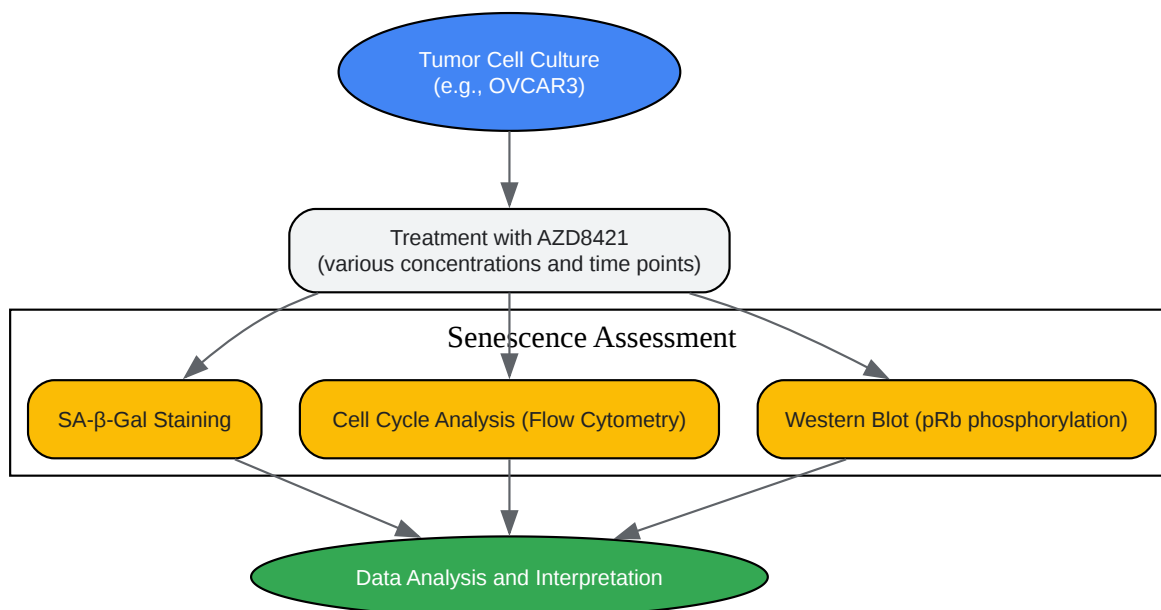 Tumor Cell Culture
(e.g., OVCAR3)
Treatment with AZD8421
(various concentrations and time points)
Senescence Assessment
SA-β-Gal Staining
Cell Cycle Analysis (Flow Cytometry)
Western Blot (pRb phosphorylation)
Data Analysis and Interpretation